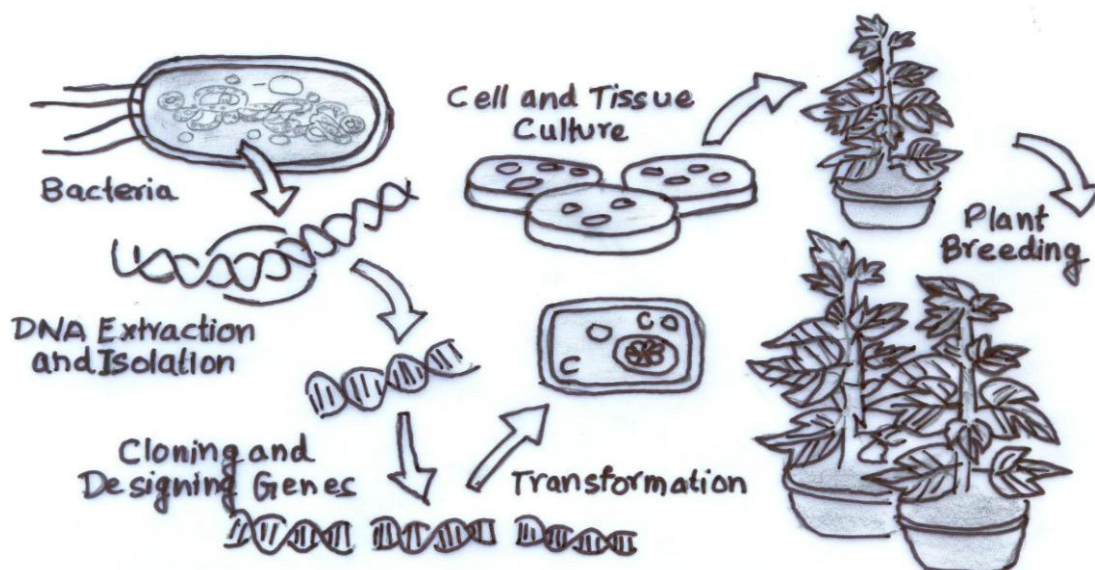 Bacteria
DNA Extraction
and Isolation
Cloning and
Designing Genes
Transformation
C
C
Cell and Tissue
Culture
Plant
Breeding